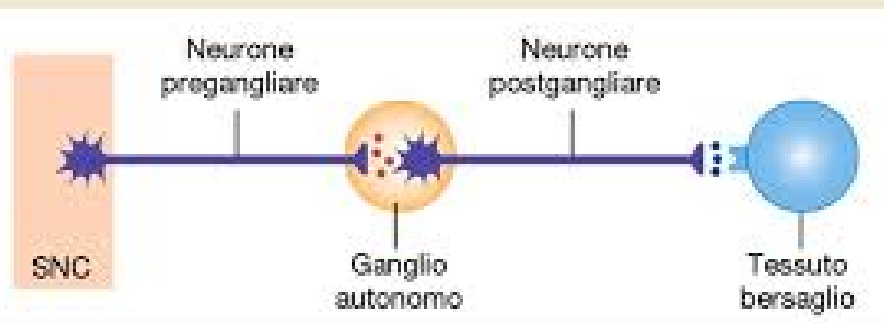 Neurone
pregangliare
Neurone
postgangliare
SNC
Ganglio
autonomo
Tessuto
bersaglio